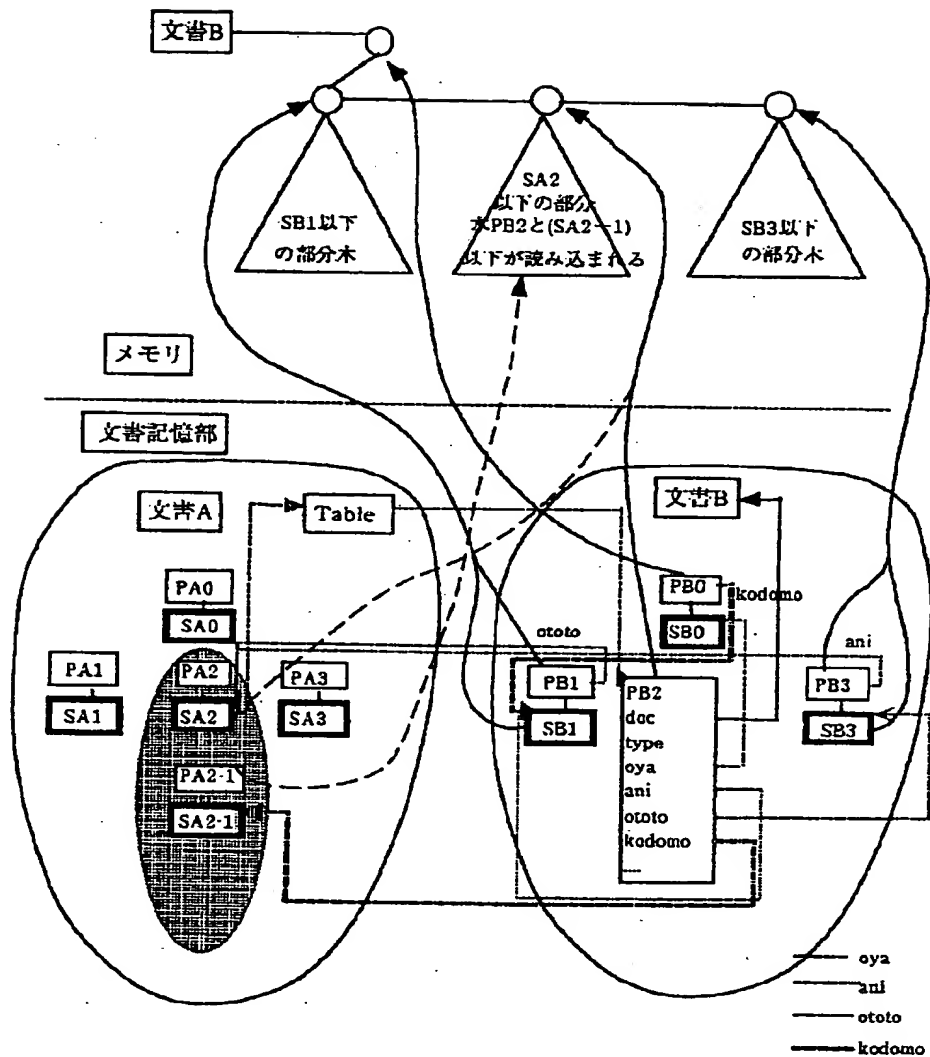 文書B
SB1以下
の部分木
SA2
以下の部分
木PB2と(SA2-1)
以下が読み込まれる
SB3以下
の部分木
メモリ
文書記憶部
文書A
Table
文書B
PA0
SA0
PA1
SA1
PA2
SA2
PA3
SA3
PA2-1
SA2-1
PB0
SB0
kodomo
ototo
ani
PB1
SB1
PB2
doc
type
oya
ani
ototo
kodomo
----
PB3
SB3
oya
ani
ototo
kodomo